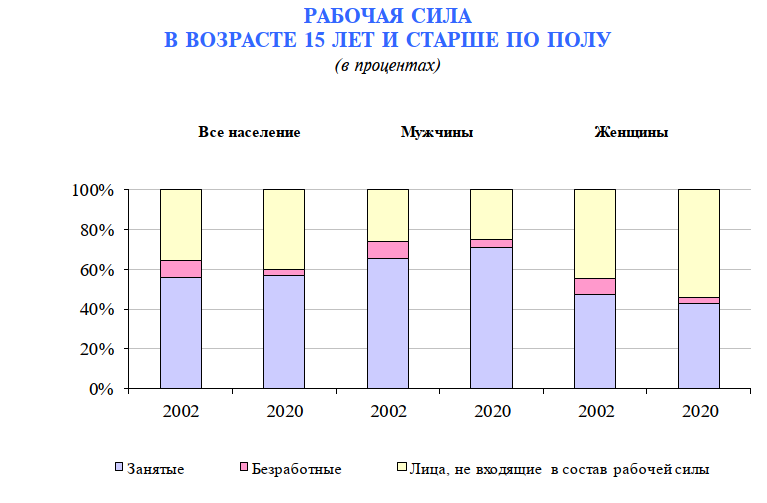 РАБОЧАЯ СИЛА
В ВОЗРАСТЕ 15 ЛЕТ И СТАРШЕ ПО ПОЛУ
(в процентах)
Все население Мужчины Женщины
100%
80%
60%
40%
20%
0%
2002 2020 2002 2020 2002 2020
Занятые Безработные Лица, не входящие в состав рабочей силы